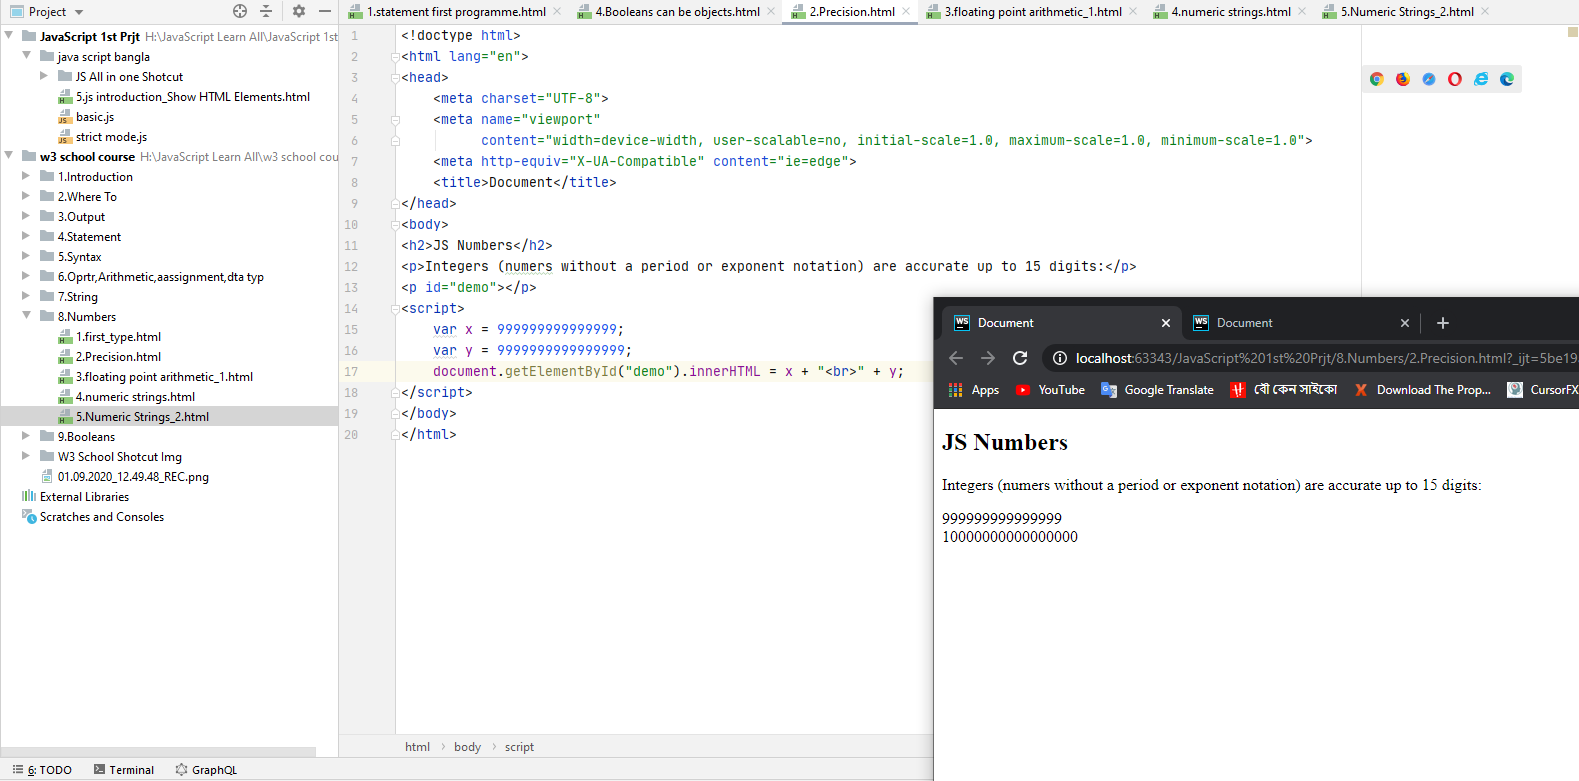 Project
1.statement first programme.html
4.Booleans can be objects.html
2.Precision.html
3.floating point arithmetic_1.html
4.numeric strings.html
5.Numeric Strings_2.html
JavaScript 1st Prjt H:\JavaScript Learn All\JavaScript 1st
java script bangla
JS All in one Shotcut
5.js introduction_Show HTML Elements.html
basic.js
strict mode.js
w3 school course H:\JavaScript Learn All\w3 school cou
1.Introduction
2.Where To
3.Output
4.Statement
5.Syntax
6.Oprtr,Arithmetic,aassignment,dta typ
7.String
8.Numbers
1.first_type.html
2.Precision.html
3.floating point arithmetic_1.html
4.numeric strings.html
5.Numeric Strings_2.html
9.Booleans
W3 School Shotcut Img
01.09.2020_12.49.48_REC.png
External Libraries
Scratches and Consoles
1 <!doctype html>
2 <html lang="en">
3 <head>
4 <meta charset="UTF-8">
5 <meta name="viewport"
6 content="width=device-width, user-scalable=no, initial-scale=1.0, maximum-scale=1.0, minimum-scale=1.0">
7 <meta http-equiv="X-UA-Compatible" content="ie=edge">
8 <title>Document</title>
9 </head>
10 <body>
11 <h2>JS Numbers</h2>
12 <p>Integers (numers without a period or exponent notation) are accurate up to 15 digits:</p>
13 <p id="demo"></p>
14 <script>
15 var x = 999999999999999;
16 var y = 9999999999999999;
17 document.getElementById("demo").innerHTML = x + "<br>" + y;
18 </script>
19 </body>
20 </html>
html › body › script
6: TODO
Terminal
GraphQL
WS Document
WS Document
localhost:63343/JavaScript%201st%20Prjt/8.Numbers/2.Precision.html?_ijt=5be19
Apps
YouTube
Google Translate
বৌ কেন সাইকো
Download The Prop...
CursorFX
JS Numbers
Integers (numers without a period or exponent notation) are accurate up to 15 digits:
999999999999999
10000000000000000